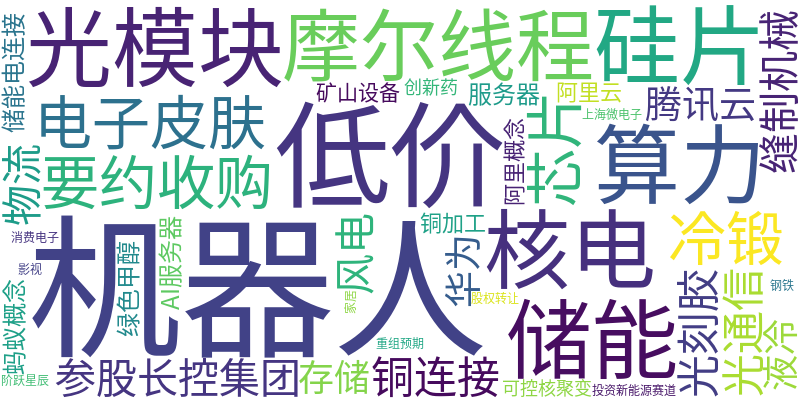 光模块
摩尔线程
硅片
储能电连接
矿山设备
创新药
服务器
阿里云
腾讯云
缝制机械
电子皮肤
低价
上海微电子
芯片
算力
物流
要约收购
阿里概念
机器人
核电
冷锻
消费电子
影视
绿色甲醇
AI服务器
风电
铜加工
华为
股权转让
家居
蚂蚁概念
储能
光刻胶
光通信
液冷
钢铁
重组预期
阶跃星辰
参股长控集团
存储
铜连接
可控核聚变
投资新能源赛道